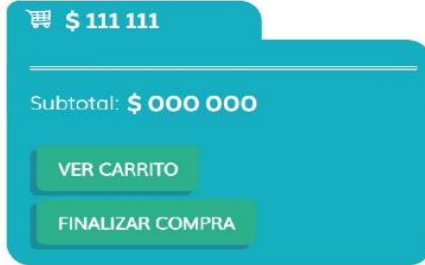 $ 111 111
Subtotal: $ 000 000
VER CARRITO
FINALIZAR COMPRA